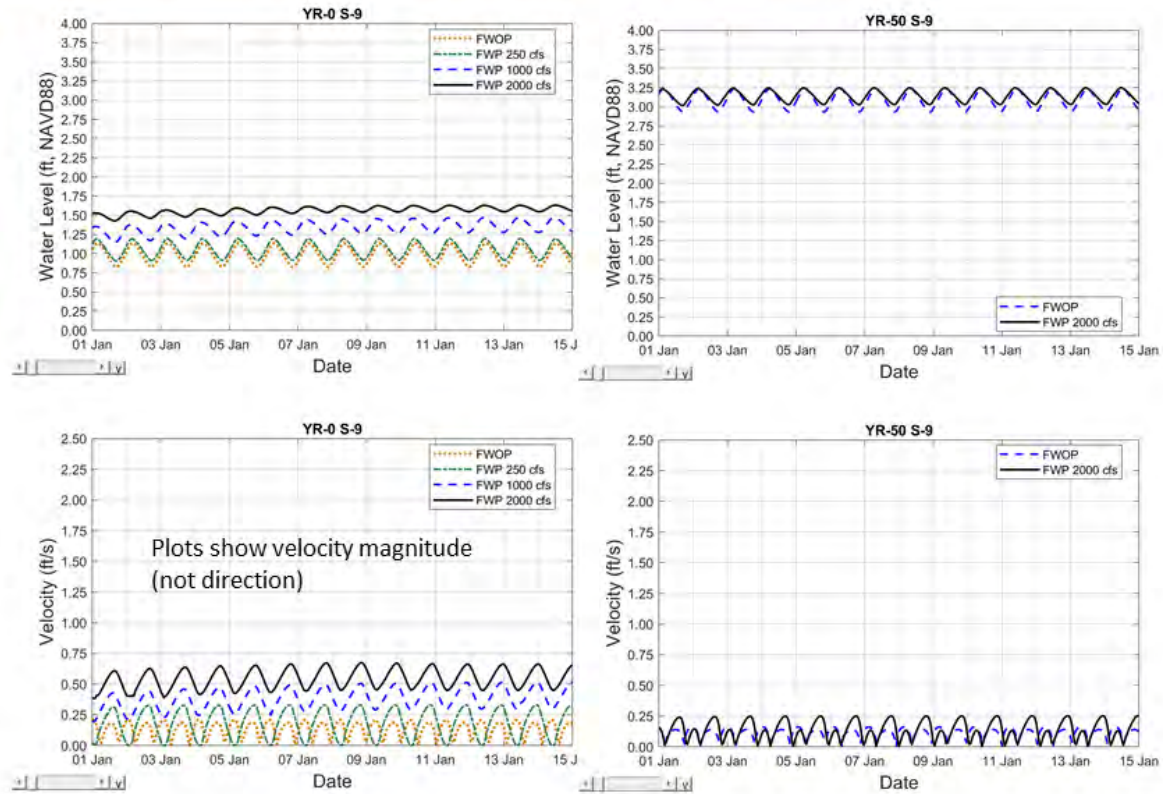 YR-0 S-9
4.00
3.75
3.50
3.25
3.00
2.75
2.50
2.25
2.00
1.75
1.50
1.25
1.00
0.75
0.50
0.25
0.00
Water Level (ft, NAVD88)
FWOP
FWP 250 cfs
FWP 1000 cfs
FWP 2000 cfs
01 Jan 03 Jan 05 Jan 07 Jan 09 Jan 11 Jan 13 Jan 15 J
Date
YR-50 S-9
4.00
3.75
3.50
3.25
3.00
2.75
2.50
2.25
2.00
1.75
1.50
1.25
1.00
0.75
0.50
0.25
0.00
Water Level (ft, NAVD88)
FWOP
FWP 2000 cfs
01 Jan 03 Jan 05 Jan 07 Jan 09 Jan 11 Jan 13 Jan 15 Jan
Date
YR-0 S-9
2.50
2.25
2.00
1.75
1.50
1.25
1.00
0.75
0.50
0.25
0.00
Velocity (ft/s)
FWOP
FWP 250 cfs
FWP 1000 cfs
FWP 2000 cfs
Plots show velocity magnitude
(not direction)
01 Jan 03 Jan 05 Jan 07 Jan 09 Jan 11 Jan 13 Jan 15 J
Date
YR-50 S-9
2.50
2.25
2.00
1.75
1.50
1.25
1.00
0.75
0.50
0.25
0.00
Velocity (ft/s)
FWOP
FWP 2000 cfs
01 Jan 03 Jan 05 Jan 07 Jan 09 Jan 11 Jan 13 Jan 15 Jan
Date